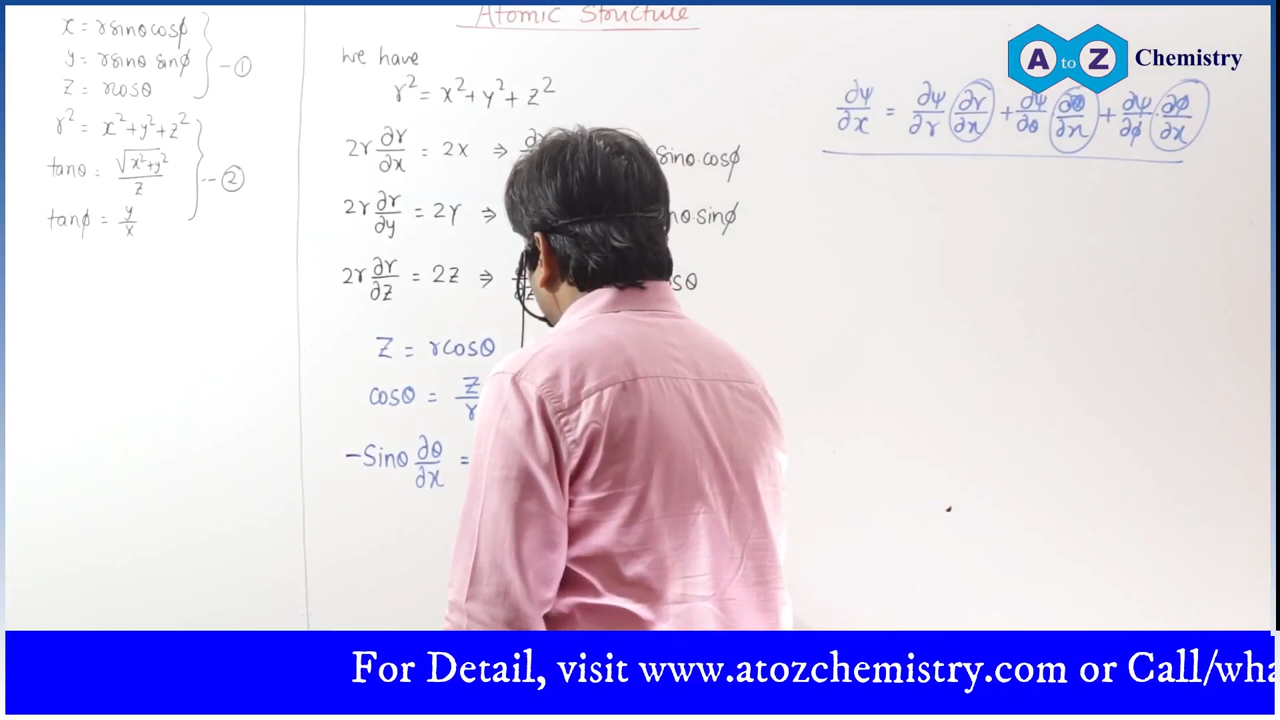 Atomic Structure
x = r sinθ cosϕ
y = r sinθ sinϕ
z = r cosθ
} - ①
r² = x² + y² + z²
tanθ = √(x²+y²) / z
tanϕ = y/x
} -- ②
we have
r² = x² + y² + z²
2r ∂r/∂x = 2x ⇒ sinθ.cosϕ
2r ∂r/∂y = 2y ⇒ .sinϕ
2r ∂r/∂z = 2z ⇒
z = r cosθ
cosθ = z/r
-Sinθ ∂θ/∂x =
∂ψ/∂x = ∂ψ/∂r ∂r/∂x + ∂ψ/∂θ ∂θ/∂x + ∂ψ/∂ϕ . ∂ϕ/∂x
A to Z Chemistry
For Detail, visit www.atozchemistry.com or Call/wha